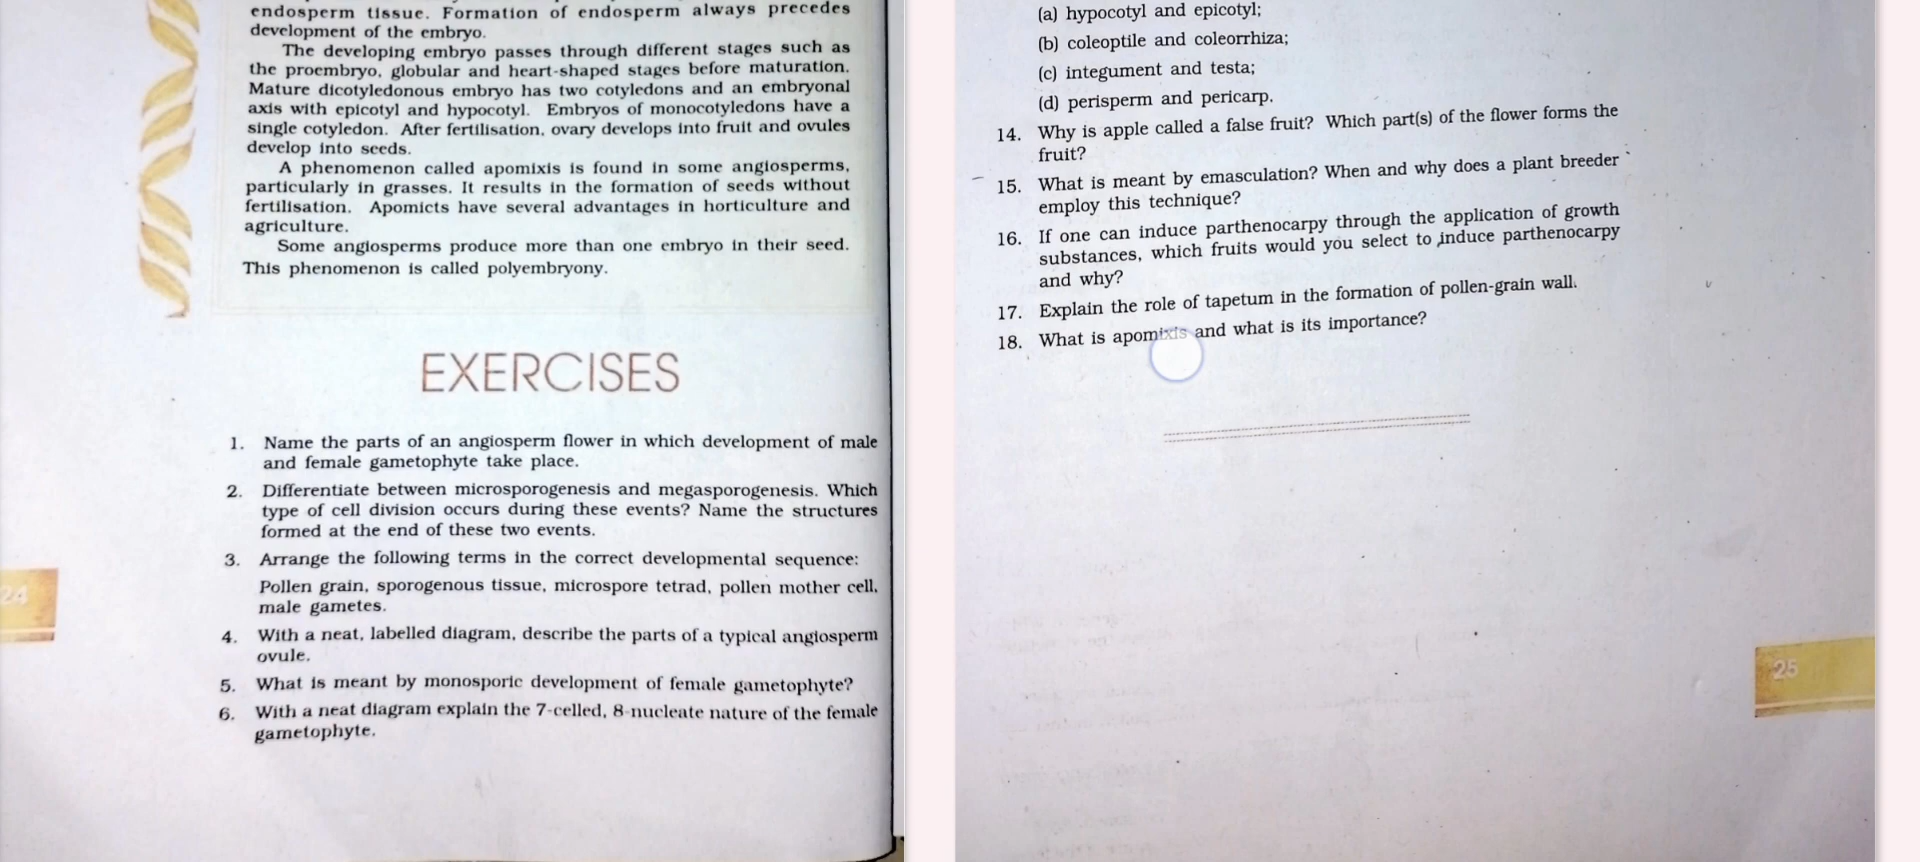 endosperm tissue. Formation of endosperm always precedes
development of the embryo.
The developing embryo passes through different stages such as
the proembryo, globular and heart-shaped stages before maturation.
Mature dicotyledonous embryo has two cotyledons and an embryonal
axis with epicotyl and hypocotyl. Embryos of monocotyledons have a
single cotyledon. After fertilisation, ovary develops into fruit and ovules
develop into seeds.
A phenomenon called apomixis is found in some angiosperms,
particularly in grasses. It results in the formation of seeds without
fertilisation. Apomicts have several advantages in horticulture and
agriculture.
Some angiosperms produce more than one embryo in their seed.
This phenomenon is called polyembryony.
EXERCISES
1. Name the parts of an angiosperm flower in which development of male
and female gametophyte take place.
2. Differentiate between microsporogenesis and megasporogenesis. Which
type of cell division occurs during these events? Name the structures
formed at the end of these two events.
3. Arrange the following terms in the correct developmental sequence:
Pollen grain, sporogenous tissue, microspore tetrad, pollen mother cell,
male gametes.
4. With a neat, labelled diagram, describe the parts of a typical angiosperm
ovule.
5. What is meant by monosporic development of female gametophyte?
6. With a neat diagram explain the 7-celled, 8-nucleate nature of the female
gametophyte.
24
(a) hypocotyl and epicotyl;
(b) coleoptile and coleorrhiza;
(c) integument and testa;
(d) perisperm and pericarp.
14. Why is apple called a false fruit? Which part(s) of the flower forms the
fruit?
15. What is meant by emasculation? When and why does a plant breeder
employ this technique?
16. If one can induce parthenocarpy through the application of growth
substances, which fruits would you select to induce parthenocarpy
and why?
17. Explain the role of tapetum in the formation of pollen-grain wall.
18. What is apomixis and what is its importance?
25